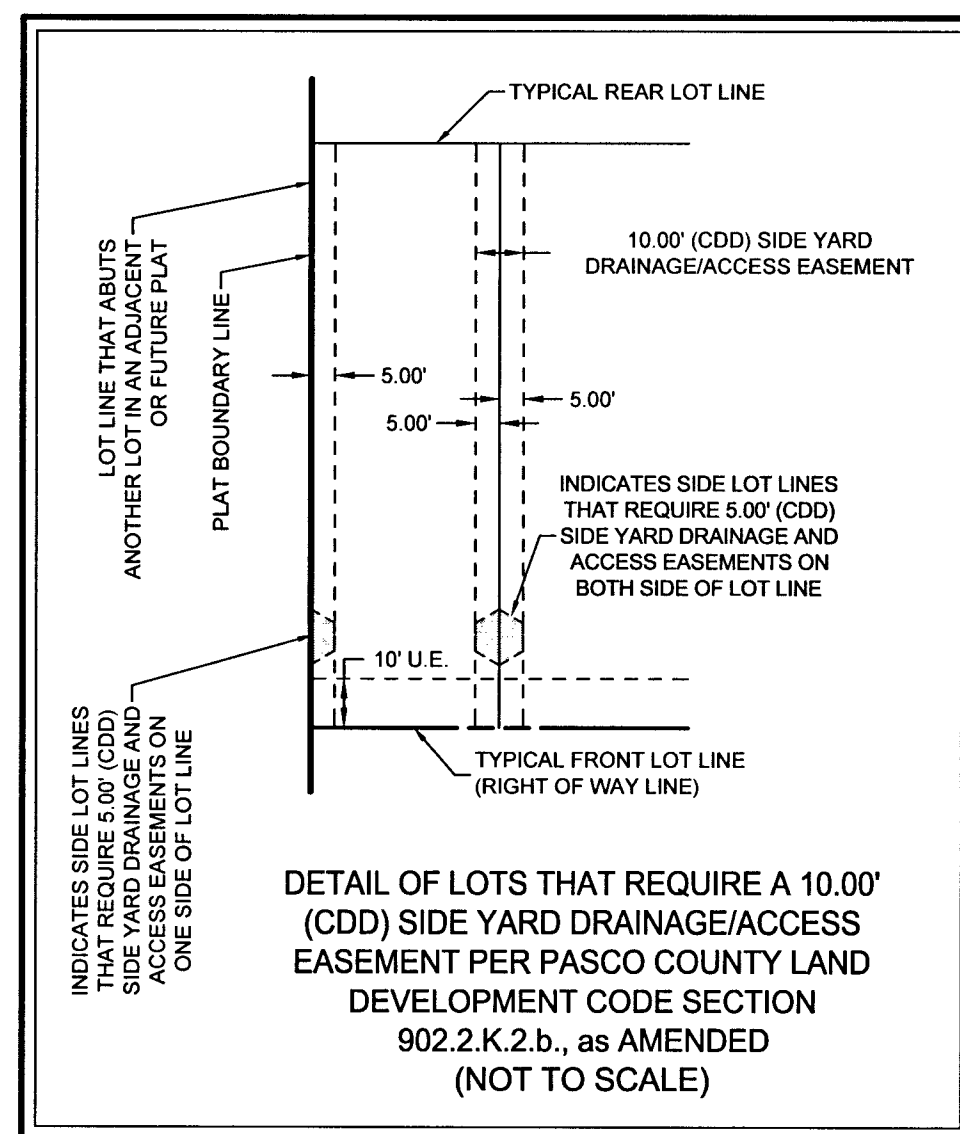 TYPICAL REAR LOT LINE
LOT LINE THAT ABUTS
ANOTHER LOT IN AN ADJACENT
OR FUTURE PLAT
PLAT BOUNDARY LINE
10.00' (CDD) SIDE YARD
DRAINAGE/ACCESS EASEMENT
5.00'
5.00'
5.00'
INDICATES SIDE LOT LINES
THAT REQUIRE 5.00' (CDD)
SIDE YARD DRAINAGE AND
ACCESS EASEMENTS ON
BOTH SIDE OF LOT LINE
10' U.E.
INDICATES SIDE LOT LINES
THAT REQUIRE 5.00' (CDD)
SIDE YARD DRAINAGE AND
ACCESS EASEMENTS ON
ONE SIDE OF LOT LINE
TYPICAL FRONT LOT LINE
(RIGHT OF WAY LINE)
DETAIL OF LOTS THAT REQUIRE A 10.00'
(CDD) SIDE YARD DRAINAGE/ACCESS
EASEMENT PER PASCO COUNTY LAND
DEVELOPMENT CODE SECTION
902.2.K.2.b., as AMENDED
(NOT TO SCALE)